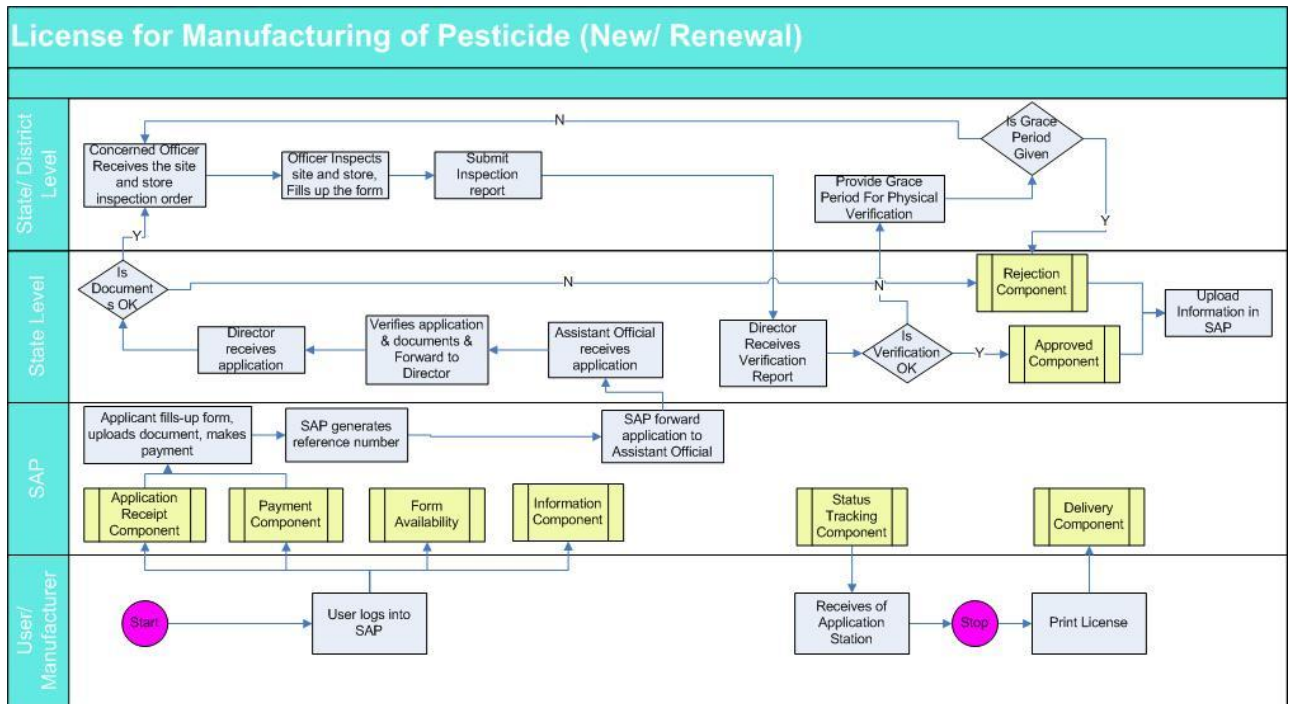 License for Manufacturing of Pesticide (New/ Renewal)
State/ District
Level
Concerned Officer
Receives the site
and store
inspection order
Officer Inspects
site and store,
Fills up the form
Submit
Inspection
report
N
Is Grace
Period
Given
Provide Grace
Period For Physical
Verification
Y
Y
State Level
Is
Document
s OK
N
Rejection
Component
Upload
Information in
SAP
Director
receives
application
Verifies application
& documents &
Forward to
Director
Assistant Official
receives
application
Director
Receives
Verification
Report
N
Is
Verification
OK
Y
Approved
Component
SAP
Applicant fills-up form,
uploads document, makes
payment
SAP generates
reference number
SAP forward
application to
Assistant Official
Application
Receipt
Component
Payment
Component
Form
Availability
Information
Component
Status
Tracking
Component
Delivery
Component
User/
Manufacturer
Start
User logs into
SAP
Receives of
Application
Station
Stop
Print License